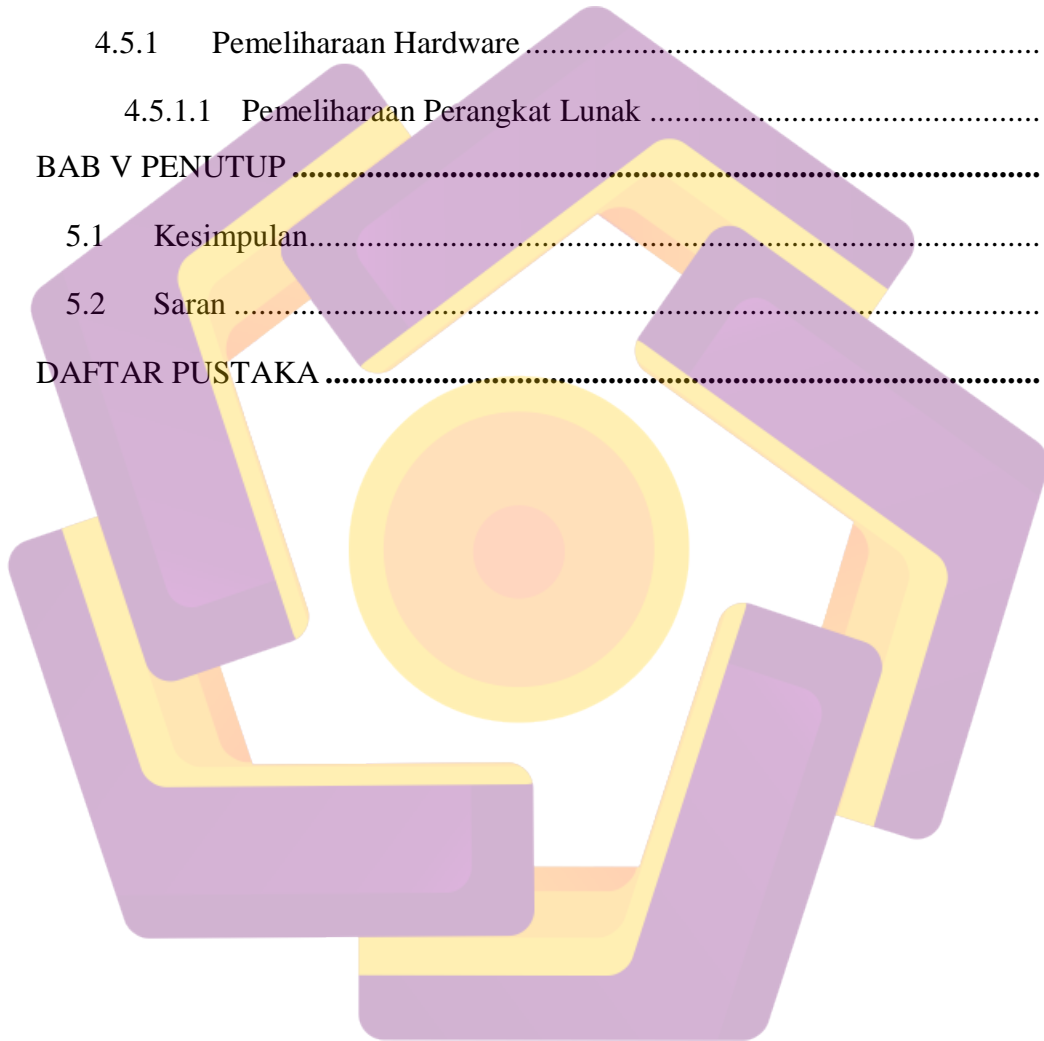 4.5.1 Pemeliharaan Hardware ..............................................................
4.5.1.1 Pemeliharaan Perangkat Lunak ...............................................
BAB V PENUTUP ...........................................................................................
5.1 Kesimpulan.........................................................................................
5.2 Saran ..................................................................................................
DAFTAR PUSTAKA .......................................................................................